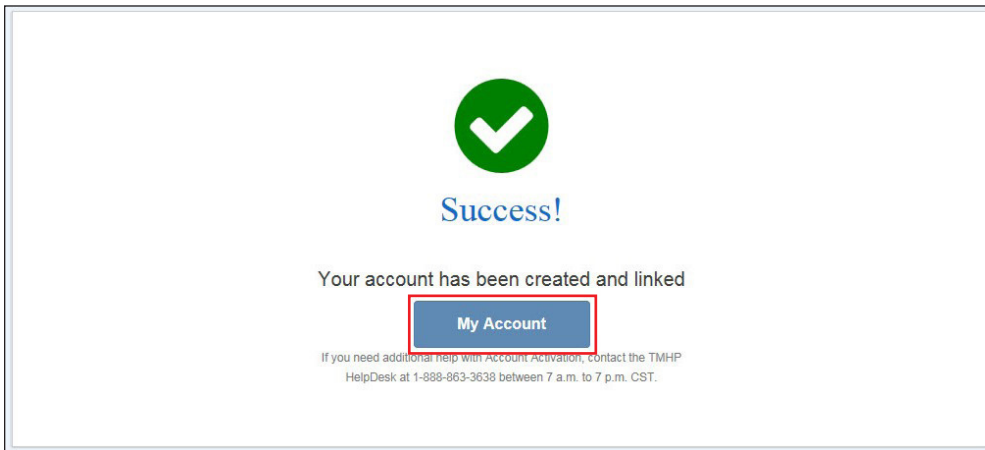 Success!
Your account has been created and linked
My Account
If you need additional help with Account Activation, contact the TMHP
HelpDesk at 1-888-863-3638 between 7 a.m. to 7 p.m. CST.